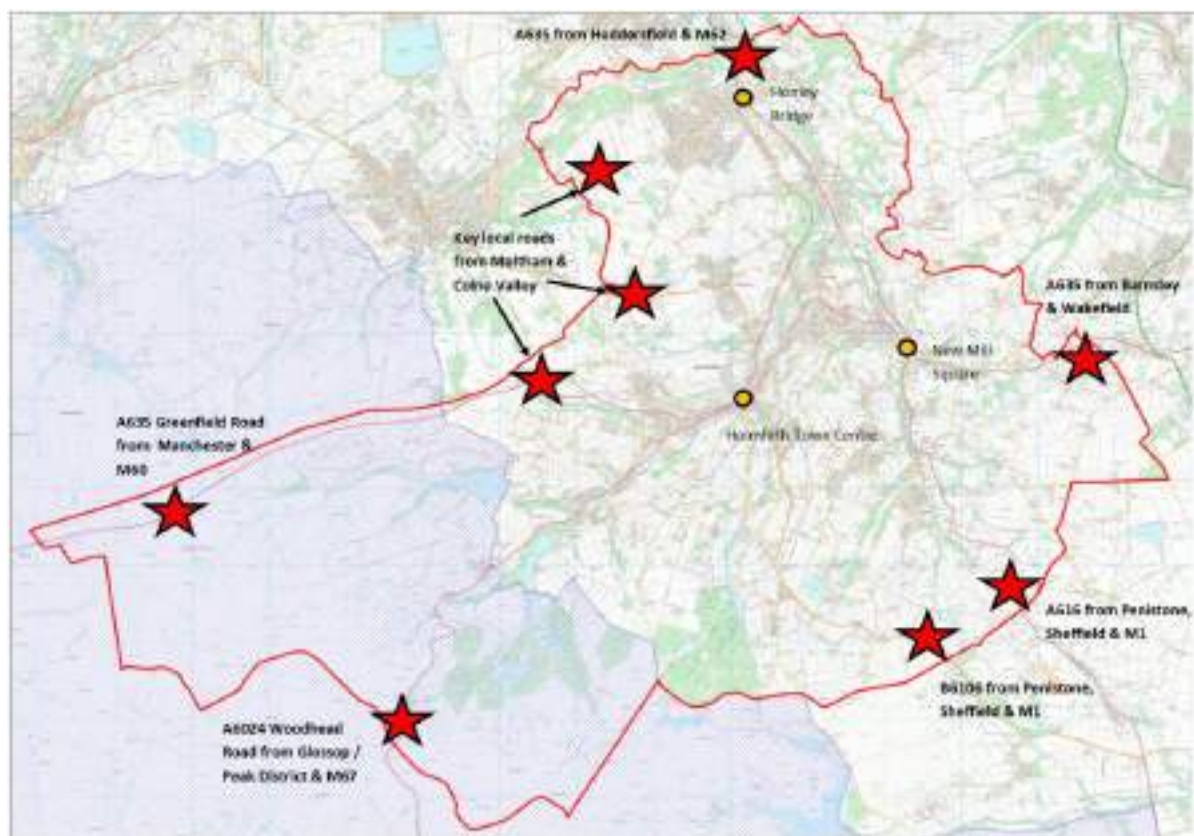 A635 from Huddersfield & M62
Honley
Bridge
Key local roads
from Meltham &
Colne Valley
A635 from Barnsley
& Wakefield
New Mill
Square
Holmfirth Town Centre
A635 Greenfield Road
from Manchester &
M60
A616 from Penistone,
Sheffield & M1
B6106 from Penistone,
Sheffield & M1
A6024 Woodhead
Road from Glossop /
Peak District & M67